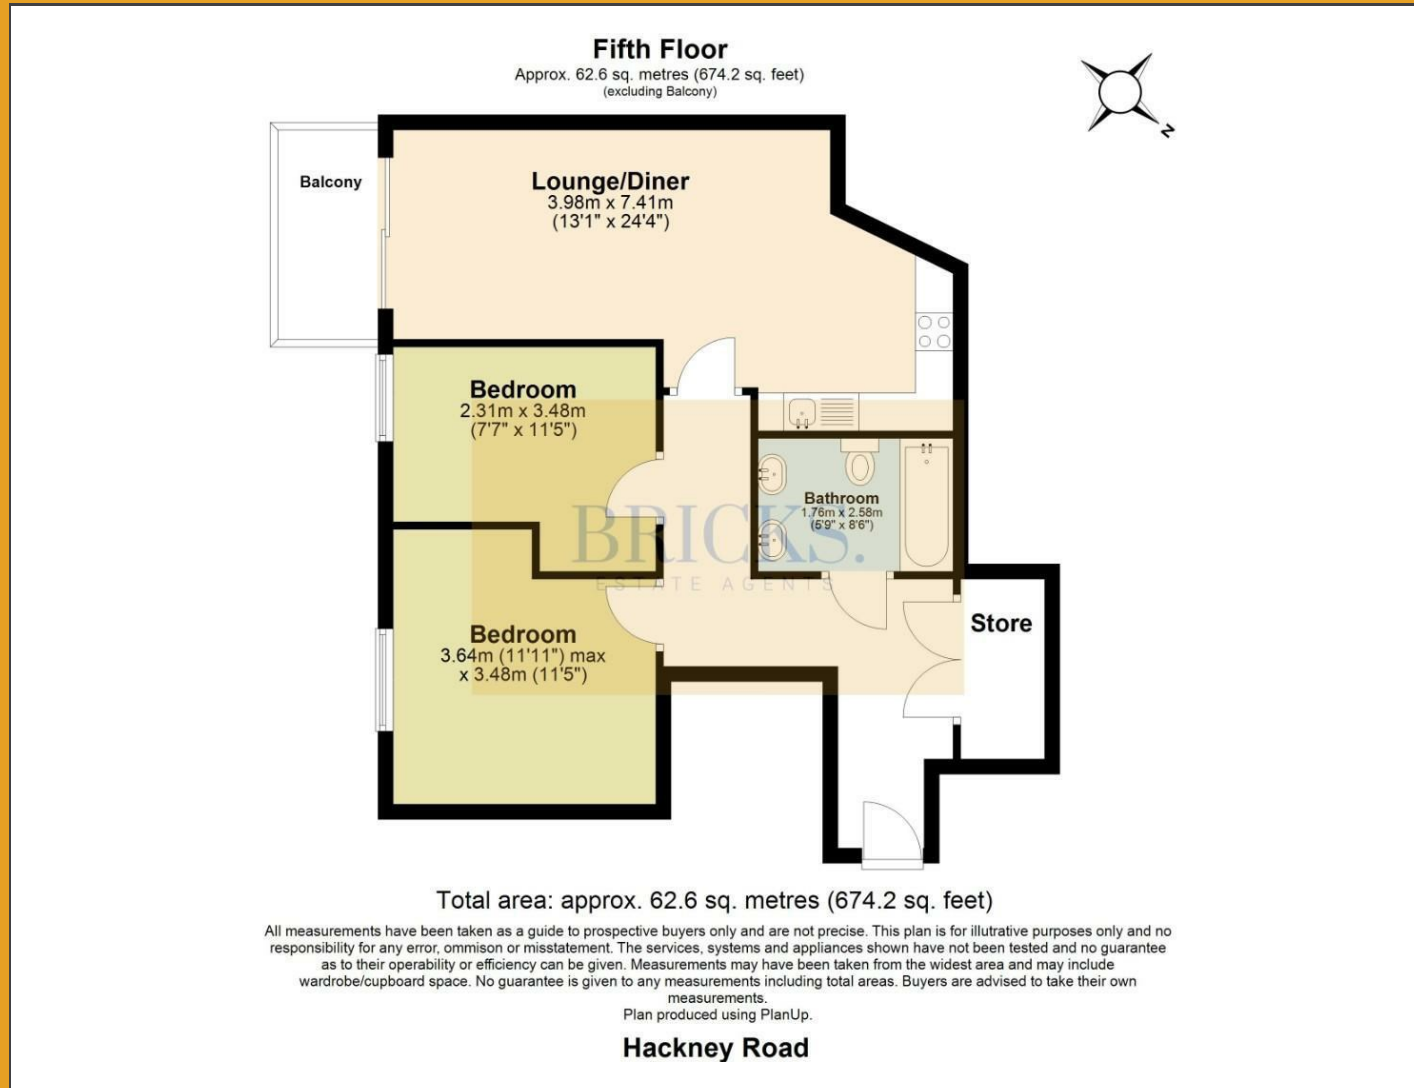 Fifth Floor
Approx. 62.6 sq. metres (674.2 sq. feet)
(excluding Balcony)
N
Balcony
Lounge/Diner
3.98m x 7.41m
(13'1" x 24'4")
Bedroom
2.31m x 3.48m
(7'7" x 11'5")
Bathroom
1.76m x 2.58m
(5'9" x 8'6")
BRICKS.
ESTATE AGENTS
Store
Bedroom
3.64m (11'11") max
x 3.48m (11'5")
Total area: approx. 62.6 sq. metres (674.2 sq. feet)
All measurements have been taken as a guide to prospective buyers only and are not precise. This plan is for illutrative purposes only and no
responsibility for any error, ommison or misstatement. The services, systems and appliances shown have not been tested and no guarantee
as to their operability or efficiency can be given. Measurements may have been taken from the widest area and may include
wardrobe/cupboard space. No guarantee is given to any measurements including total areas. Buyers are advised to take their own
measurements.
Plan produced using PlanUp.
Hackney Road